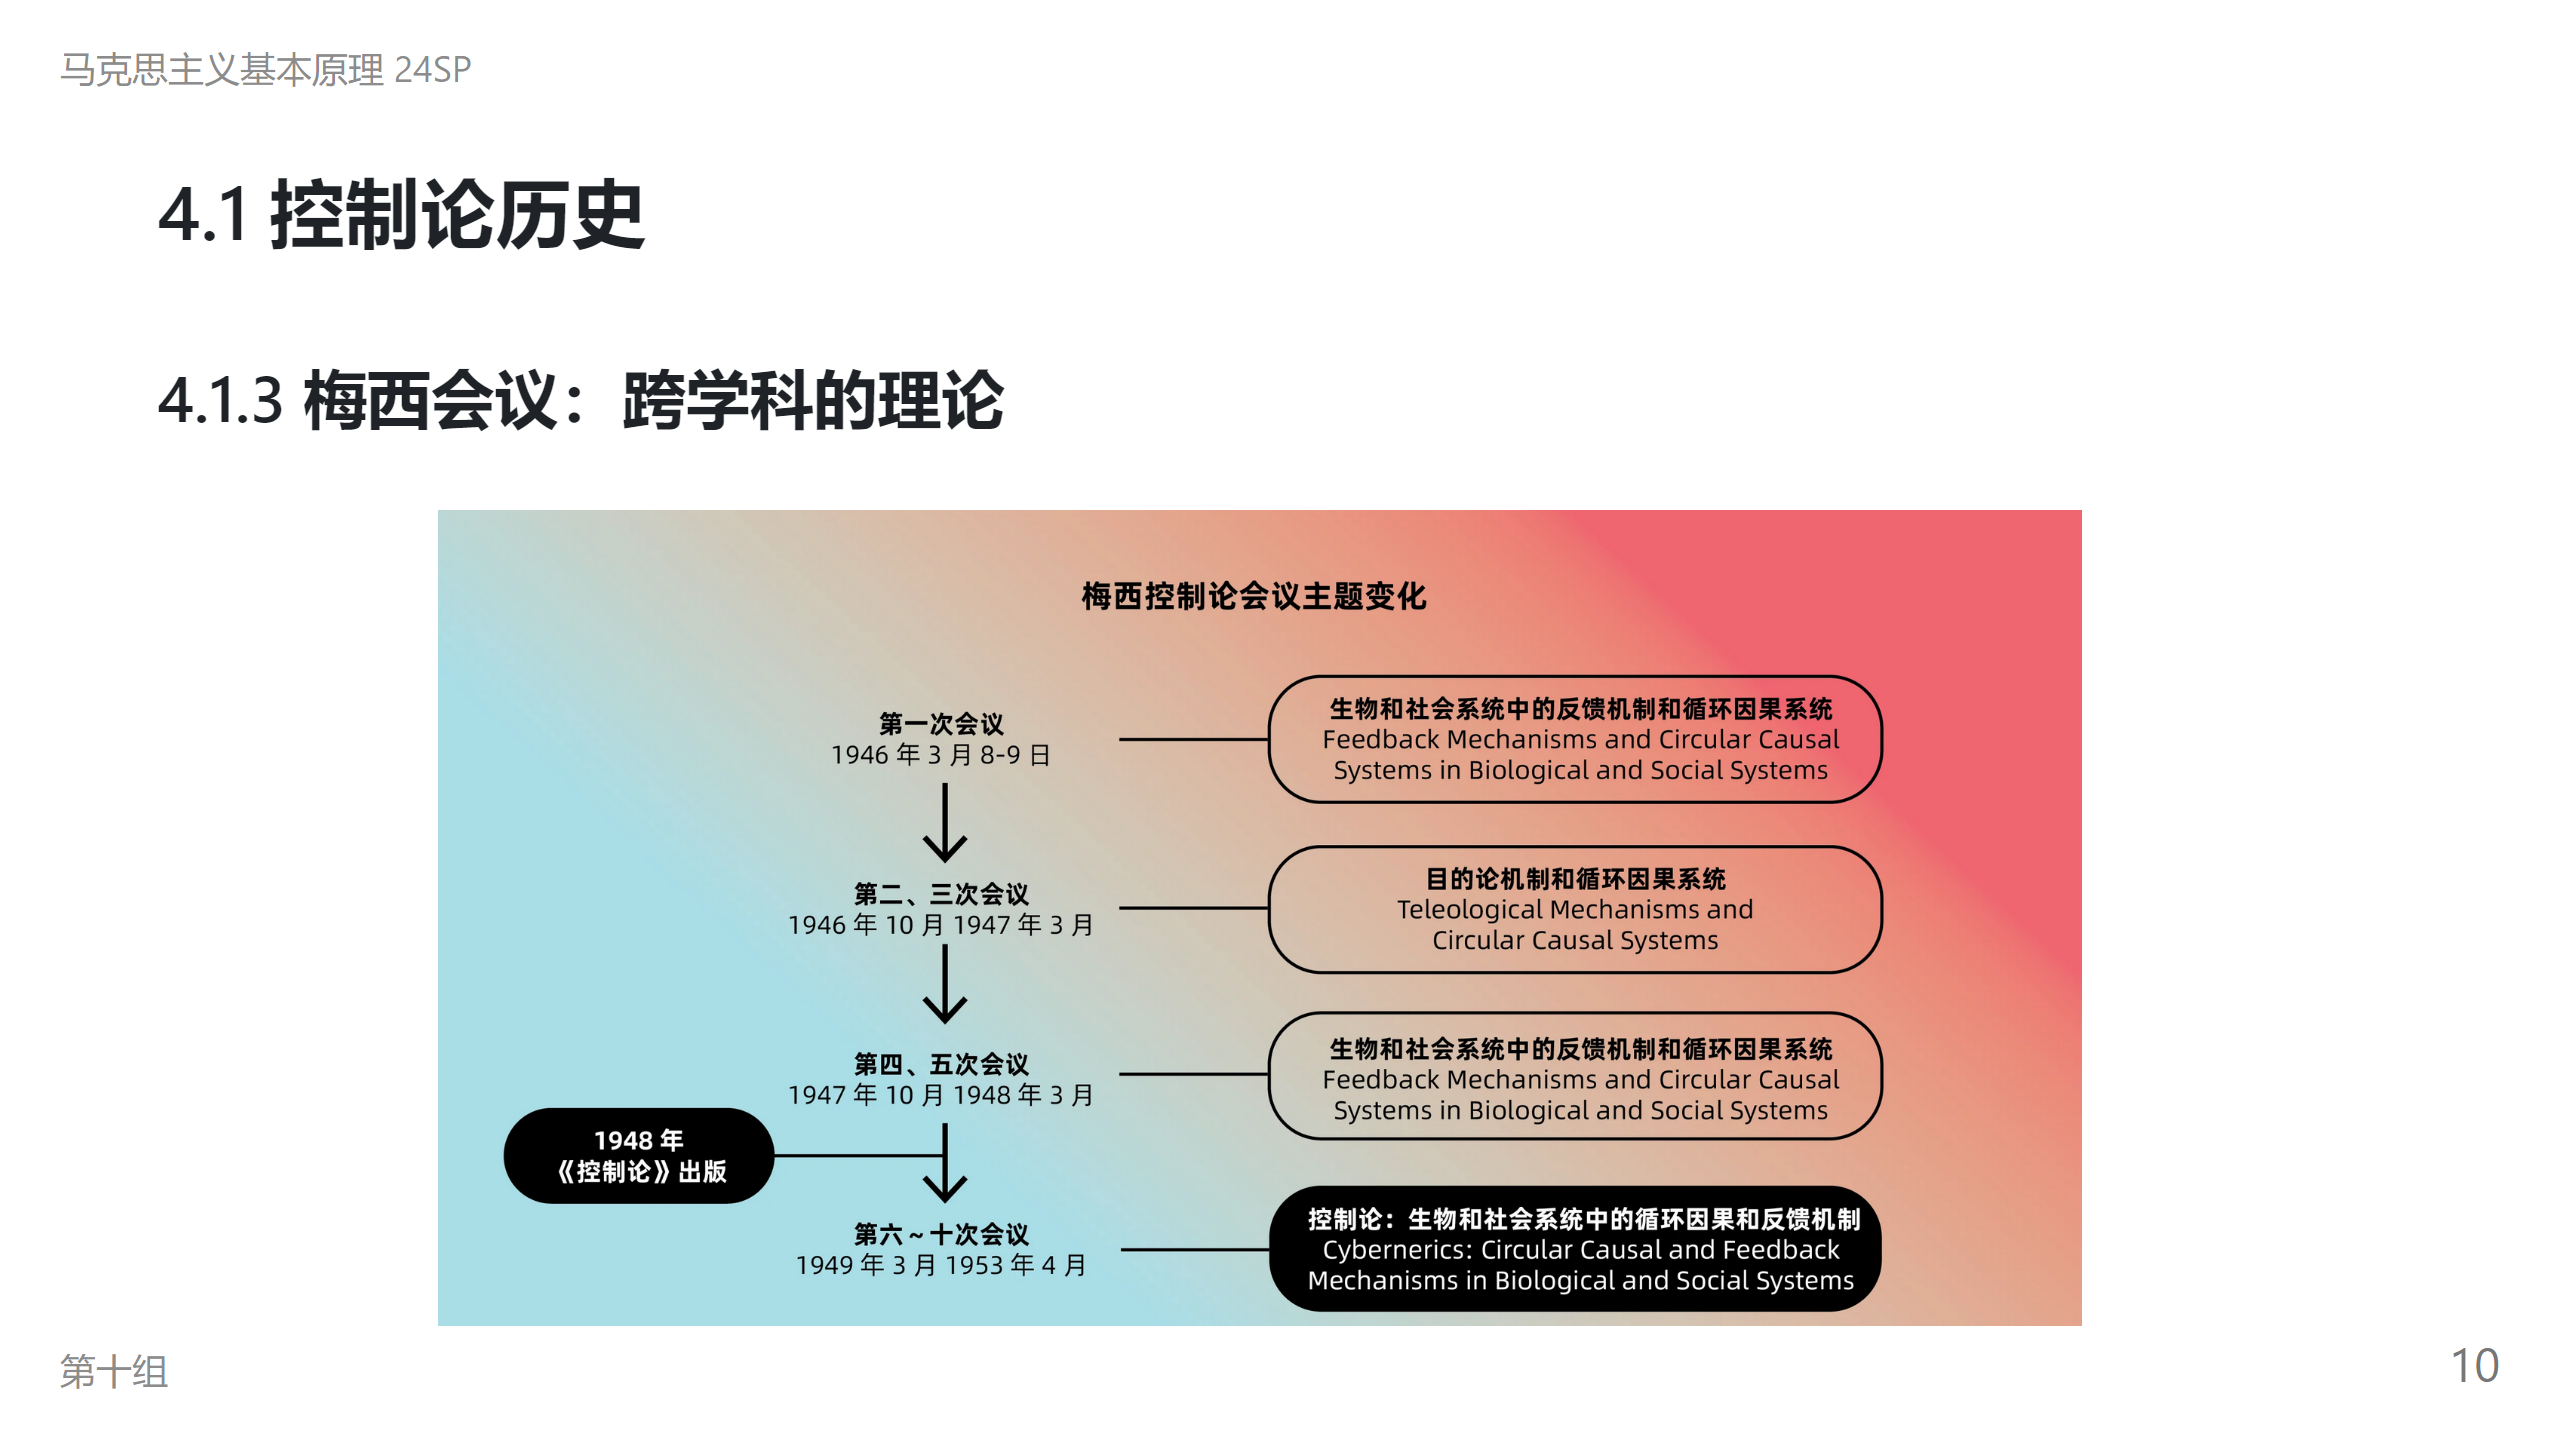 马克思主义基本原理 24SP
4.1 控制论历史
4.1.3 梅西会议：跨学科的理论
梅西控制论会议主题变化
第一次会议
1946 年 3 月 8-9 日
生物和社会系统中的反馈机制和循环因果系统
Feedback Mechanisms and Circular Causal
Systems in Biological and Social Systems
第二、三次会议
1946 年 10 月 1947 年 3 月
目的论机制和循环因果系统
Teleological Mechanisms and
Circular Causal Systems
第四、五次会议
1947 年 10 月 1948 年 3 月
生物和社会系统中的反馈机制和循环因果系统
Feedback Mechanisms and Circular Causal
Systems in Biological and Social Systems
1948 年
《控制论》出版
第六～十次会议
1949 年 3 月 1953 年 4 月
控制论：生物和社会系统中的循环因果和反馈机制
Cybernerics: Circular Causal and Feedback
Mechanisms in Biological and Social Systems
第十组
10